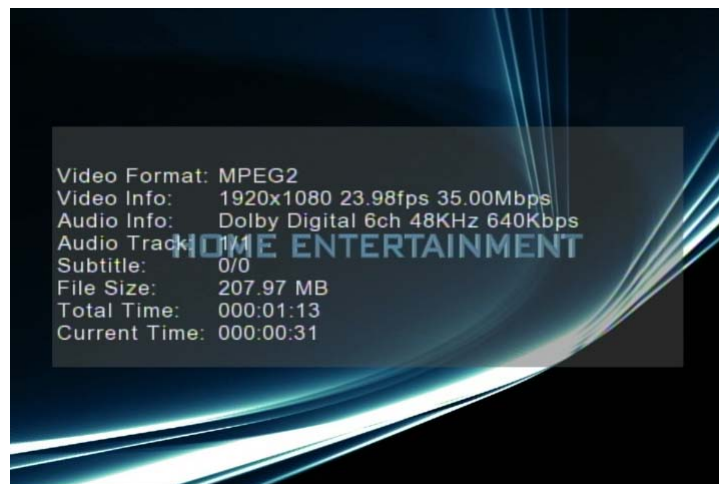 Video Format: MPEG2
Video Info: 1920x1080 23.98fps 35.00Mbps
Audio Info: Dolby Digital 6ch 48KHz 640Kbps
Audio Track: 1/1
HOME ENTERTAINMENT
Subtitle: 0/0
File Size: 207.97 MB
Total Time: 000:01:13
Current Time: 000:00:31